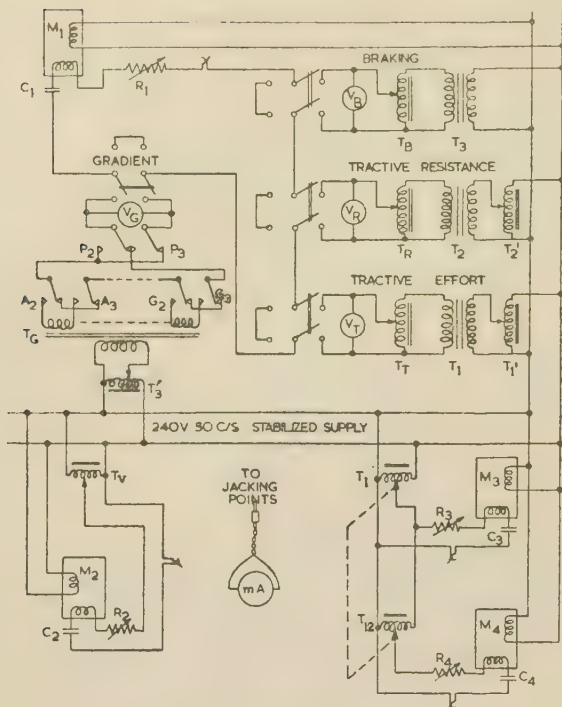 M1
C1
R1
BRAKING
VB
TB
T3
GRADIENT
VG
P2
P3
A2
A3
G2
G3
TG
T3'
TRACTIVE RESISTANCE
VR
TR
T2
T2'
TRACTIVE EFFORT
VT
TT
T1
T1'
240V 50 C/S STABILIZED SUPPLY
TV
M2
C2
R2
TO
JACKING
POINTS
mA
T1
R3
M3
C3
T12
R4
M4
C4